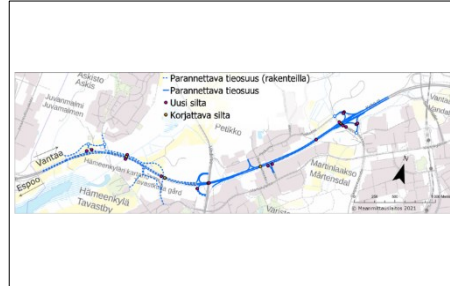 Askisto
Askis
Juvanmalmi
Juvamalmen
Parannettava tieosuus (rakenteilla)
Parannettava tieosuus
Uusi silta
Korjattava silta
Petikko
Vantaa
Espoo
Hämeenkylä
Tavastby
Martinlaakso
Mårtensdal
N
© Maanmittauslaitos 2021